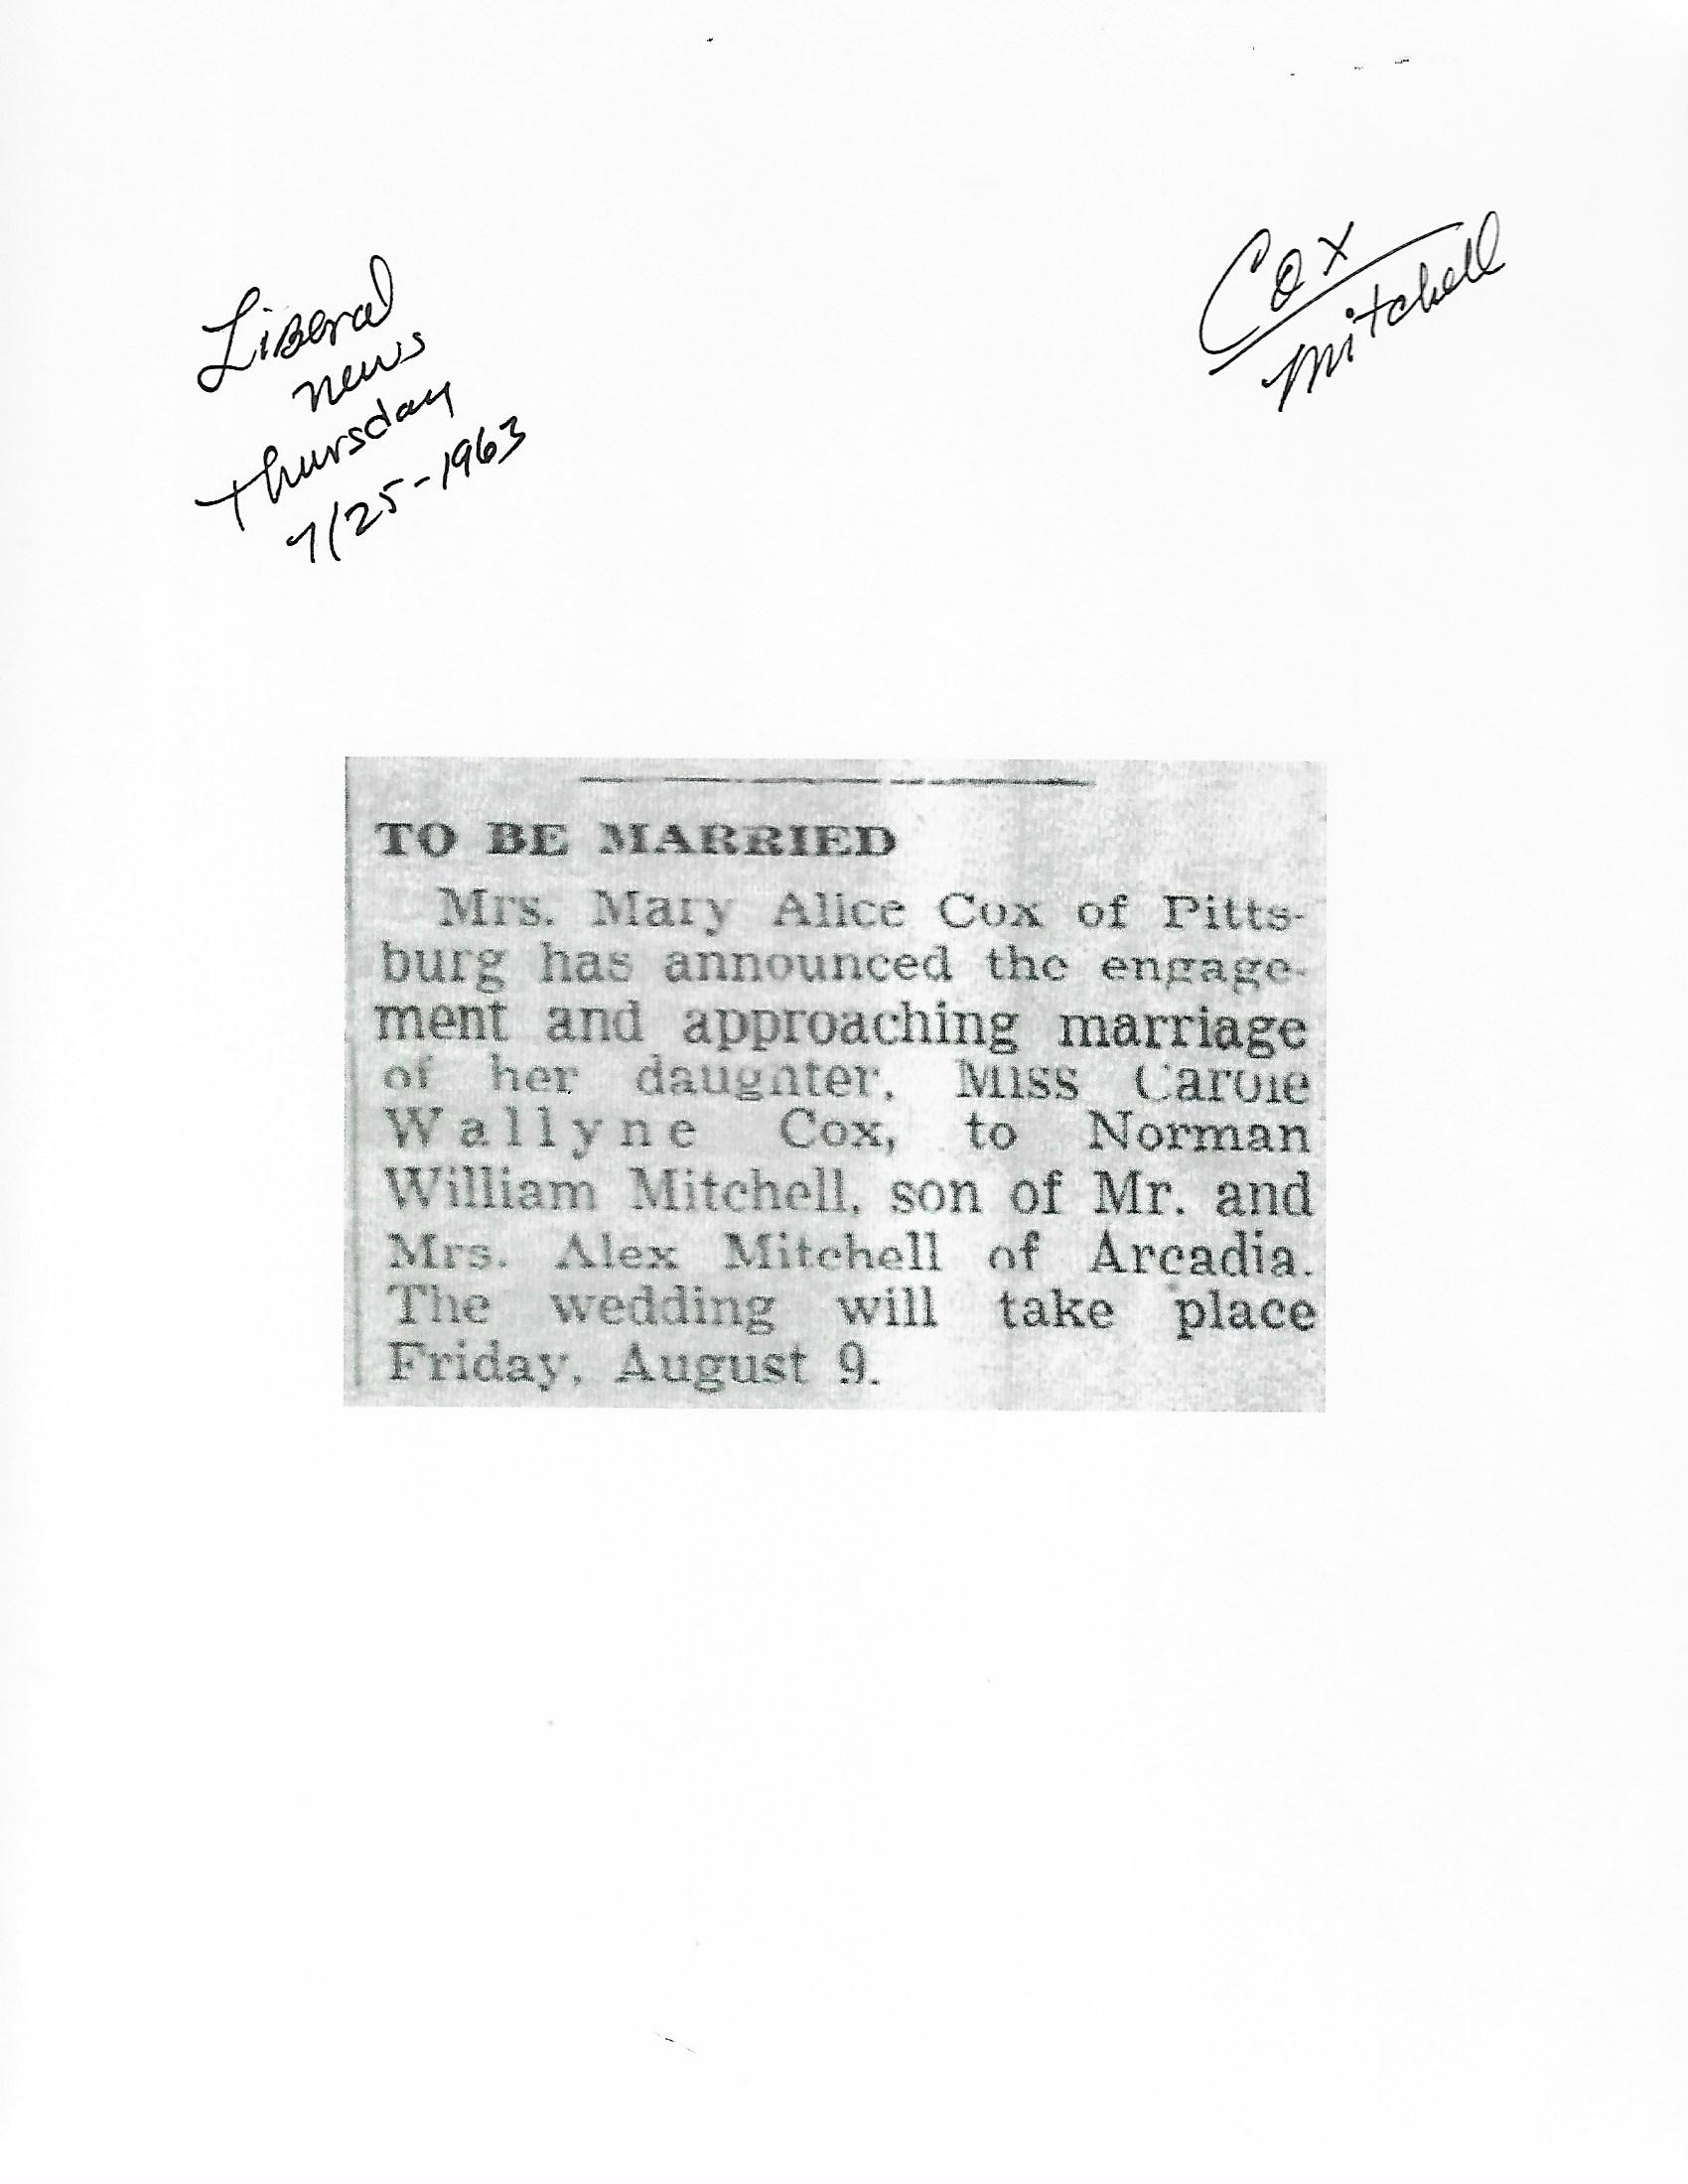 Liberal
news
Thursday
7/25-1963
Cox
Mitchell
TO BE MARRIED
Mrs. Mary Alice Cox of Pitts-
burg has announced the engage-
ment and approaching marriage
of her daughter, Miss Carole
Wallyne Cox, to Norman
William Mitchell, son of Mr. and
Mrs. Alex Mitchell of Arcadia.
The wedding will take place
Friday, August 9.